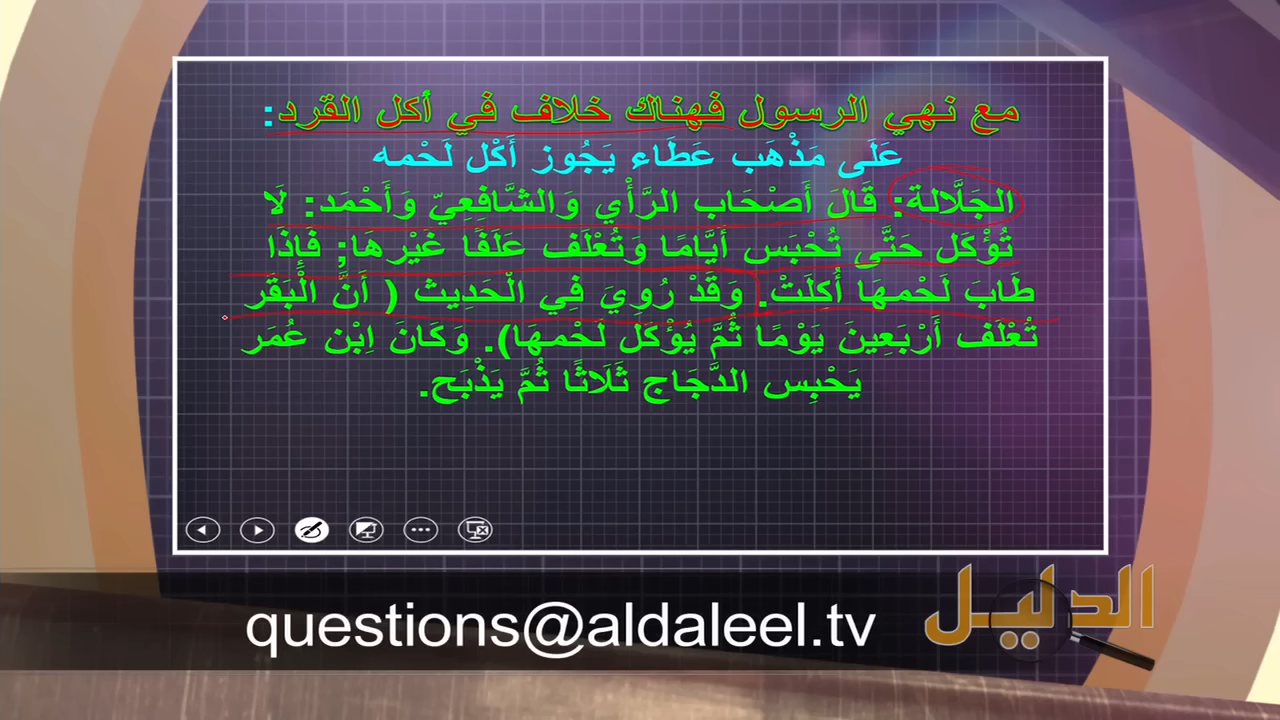 مع نهي الرسول فهناك خلاف في أكل القرد:
عَلَى مَذْهَب عَطَاء يَجُوز أَكْل لَحْمه
الجَلَّالة: قَالَ أَصْحَاب الرَّأْي وَالشَّافِعِيّ وَأَحْمَد: لَا
تُؤْكَل حَتَّى تُحْبَس أَيَّامًا وَتُعْلَف عَلَفًا غَيْرهَا; فَإِذَا
طَابَ لَحْمهَا أُكِلَتْ. وَقَدْ رُوِيَ فِي الْحَدِيث ( أَنَّ الْبَقَر
تُعْلَف أَرْبَعِينَ يَوْمًا ثُمَّ يُؤْكَل لَحْمهَا). وَكَانَ اِبْن عُمَر
يَحْبِس الدَّجَاج ثَلَاثًا ثُمَّ يَذْبَح.
الدليل
questions@aldaleel.tv